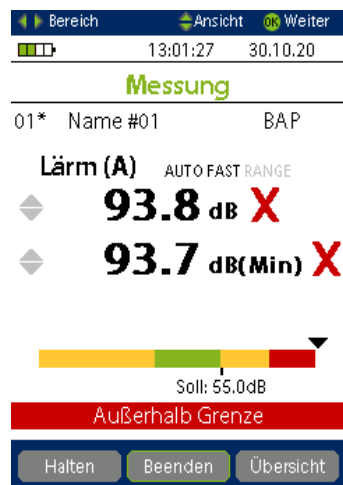 Bereich Ansicht OK Weiter
13:01:27 30.10.20
Messung
01* Name #01 BAP
Lärm (A) AUTO FAST RANGE
93.8 dB X
93.7 dB(Min) X
Soll: 55.0dB
Außerhalb Grenze
Halten Beenden Übersicht